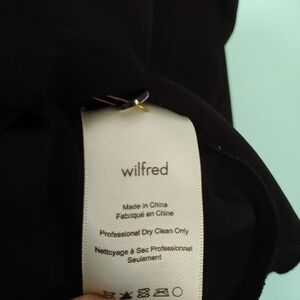 wilfred
Made in China
Fabriqué en Chine
Professional Dry Clean Only
Nettoyage à Sec Professionnel
Seulement